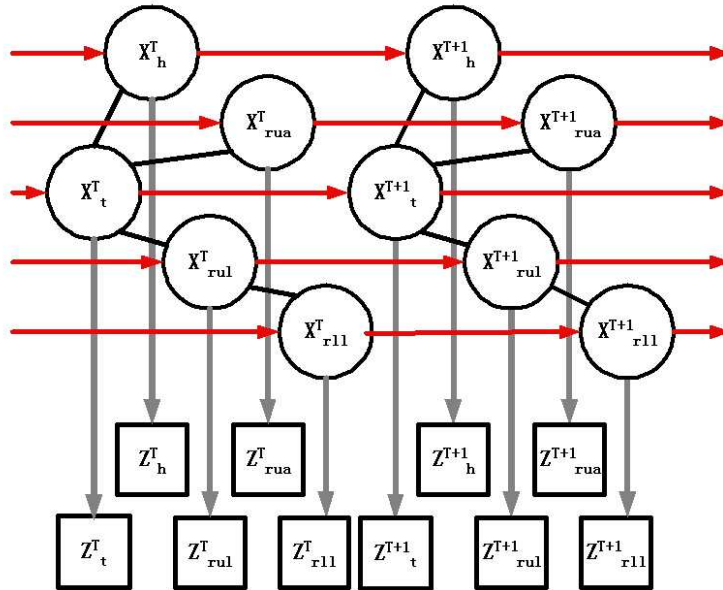 X^T_h X^{T+1}_h
X^T_rua X^{T+1}_rua
X^T_t X^{T+1}_t
X^T_rul X^{T+1}_rul
X^T_rll X^{T+1}_rll
Z^T_h Z^T_rua Z^{T+1}_h Z^{T+1}_rua
Z^T_t Z^T_rul Z^T_rll Z^{T+1}_t Z^{T+1}_rul Z^{T+1}_rll